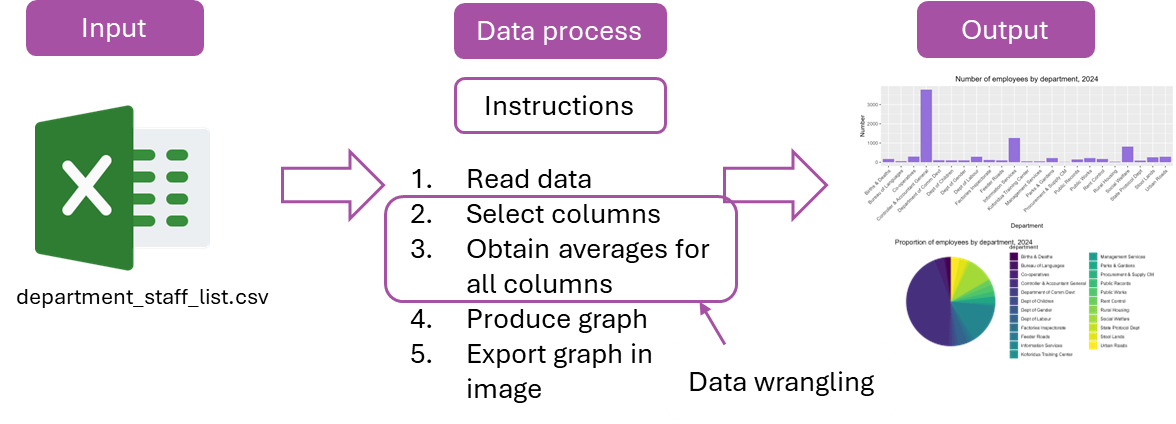 Input
Data process
Output
Instructions
1. Read data
2. Select columns
3. Obtain averages for
all columns
4. Produce graph
5. Export graph in
image
Data wrangling
X
department_staff_list.csv
Number of employees by department, 2024
Number
3000
2000
1000
0
Births & Deaths
Bureau of Languages
Co-operatives
Controller & Accountant General
Department of Comm Devt
Dept of Children
Dept of Gender
Dept of Labour
Factories Inspectorate
Feeder Roads
Information Services
Koforidua Training Center
Management Services
Parks & Gardens
Procurement & Supply CM
Public Records
Public Works
Rent Control
Rural Housing
Social Welfare
State Protocol Dept
Stool Lands
Urban Roads
Department
Proportion of employees by department, 2024
department
Births & Deaths
Bureau of Languages
Co-operatives
Controller & Accountant General
Department of Comm Devt
Dept of Children
Dept of Gender
Dept of Labour
Factories Inspectorate
Feeder Roads
Information Services
Koforidua Training Center
Management Services
Parks & Gardens
Procurement & Supply CM
Public Records
Public Works
Rent Control
Rural Housing
Social Welfare
State Protocol Dept
Stool Lands
Urban Roads